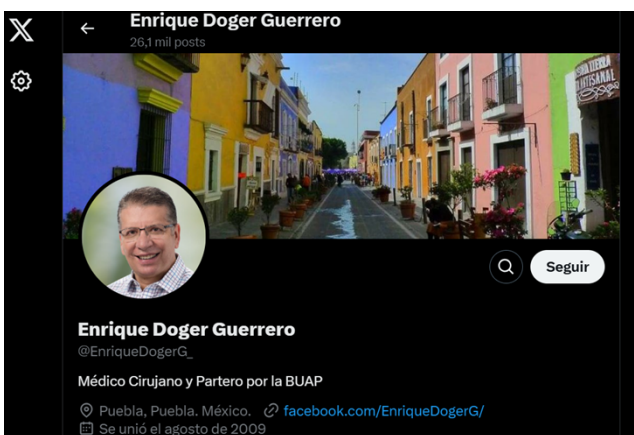 Enrique Doger Guerrero
26,1 mil posts
Seguir
Enrique Doger Guerrero
@EnriqueDogerG_
Médico Cirujano y Partero por la BUAP
Puebla, Puebla. México. facebook.com/EnriqueDogerG/
Se unió el agosto de 2009